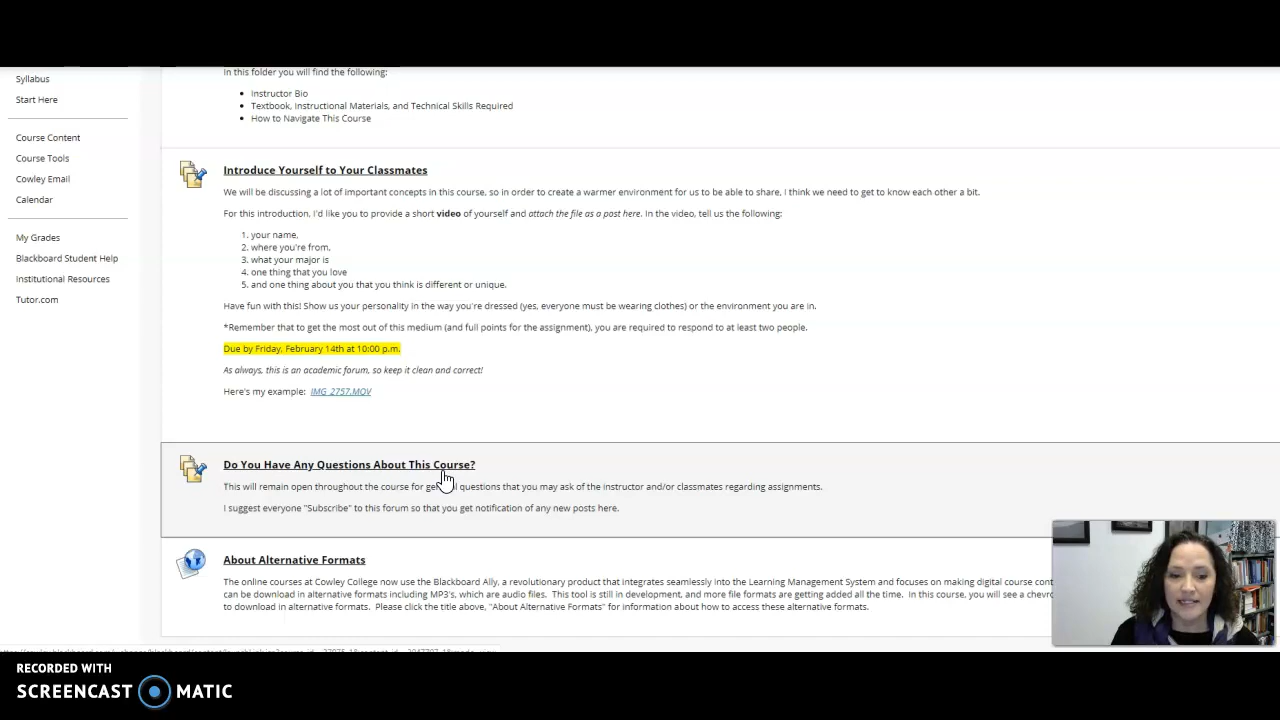 Syllabus
Start Here
Course Content
Course Tools
Cowley Email
Calendar
My Grades
Blackboard Student Help
Institutional Resources
Tutor.com
In this folder you will find the following:
• Instructor Bio
• Textbook, Instructional Materials, and Technical Skills Required
• How to Navigate This Course
Introduce Yourself to Your Classmates
We will be discussing a lot of important concepts in this course, so in order to create a warmer environment for us to be able to share, I think we need to get to know each other a bit.
For this introduction, I'd like you to provide a short video of yourself and attach the file as a post here. In the video, tell us the following:
1. your name,
2. where you're from,
3. what your major is
4. one thing that you love
5. and one thing about you that you think is different or unique.
Have fun with this! Show us your personality in the way you're dressed (yes, everyone must be wearing clothes) or the environment you are in.
*Remember that to get the most out of this medium (and full points for the assignment), you are required to respond to at least two people.
Due by Friday, February 14th at 10:00 p.m.
As always, this is an academic forum, so keep it clean and correct!
Here's my example: IMG_2757.MOV
Do You Have Any Questions About This Course?
This will remain open throughout the course for questions that you may ask of the instructor and/or classmates regarding assignments.
I suggest everyone "Subscribe" to this forum so that you get notification of any new posts here.
About Alternative Formats
The online courses at Cowley College now use the Blackboard Ally, a revolutionary product that integrates seamlessly into the Learning Management System and focuses on making digital course
can be download in alternative formats including MP3's, which are audio files. This tool is still in development, and more file formats are getting added all the time. In this course, you will see a
to download in alternative formats. Please click the title above, "About Alternative Formats" for information about how to access these alternative formats.
RECORDED WITH
SCREENCAST MATIC